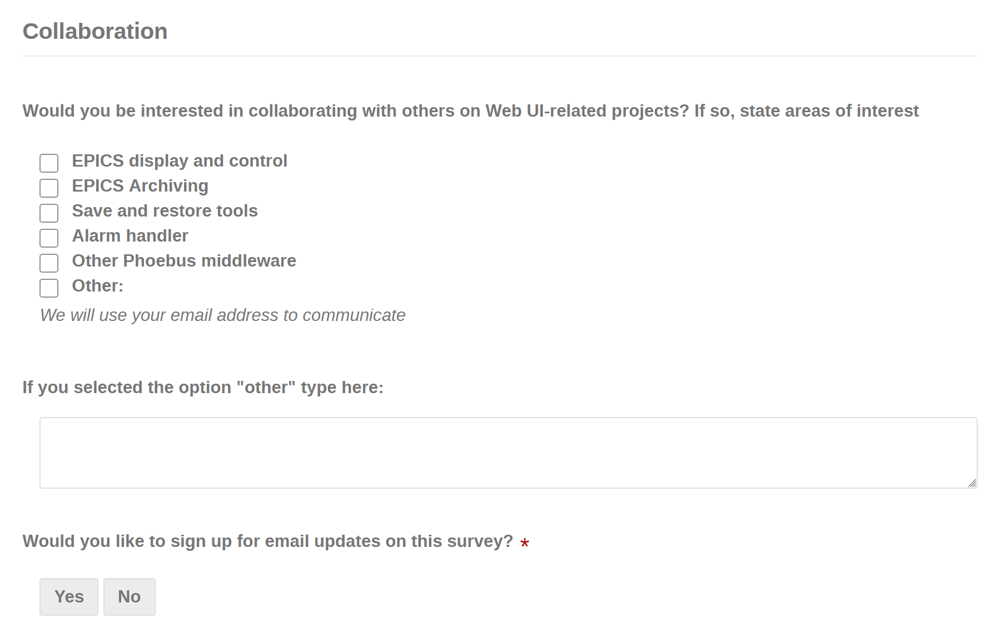 Collaboration
Would you be interested in collaborating with others on Web UI-related projects? If so, state areas of interest
EPICS display and control
EPICS Archiving
Save and restore tools
Alarm handler
Other Phoebus middleware
Other:
We will use your email address to communicate
If you selected the option "other" type here:
Would you like to sign up for email updates on this survey? *
Yes No